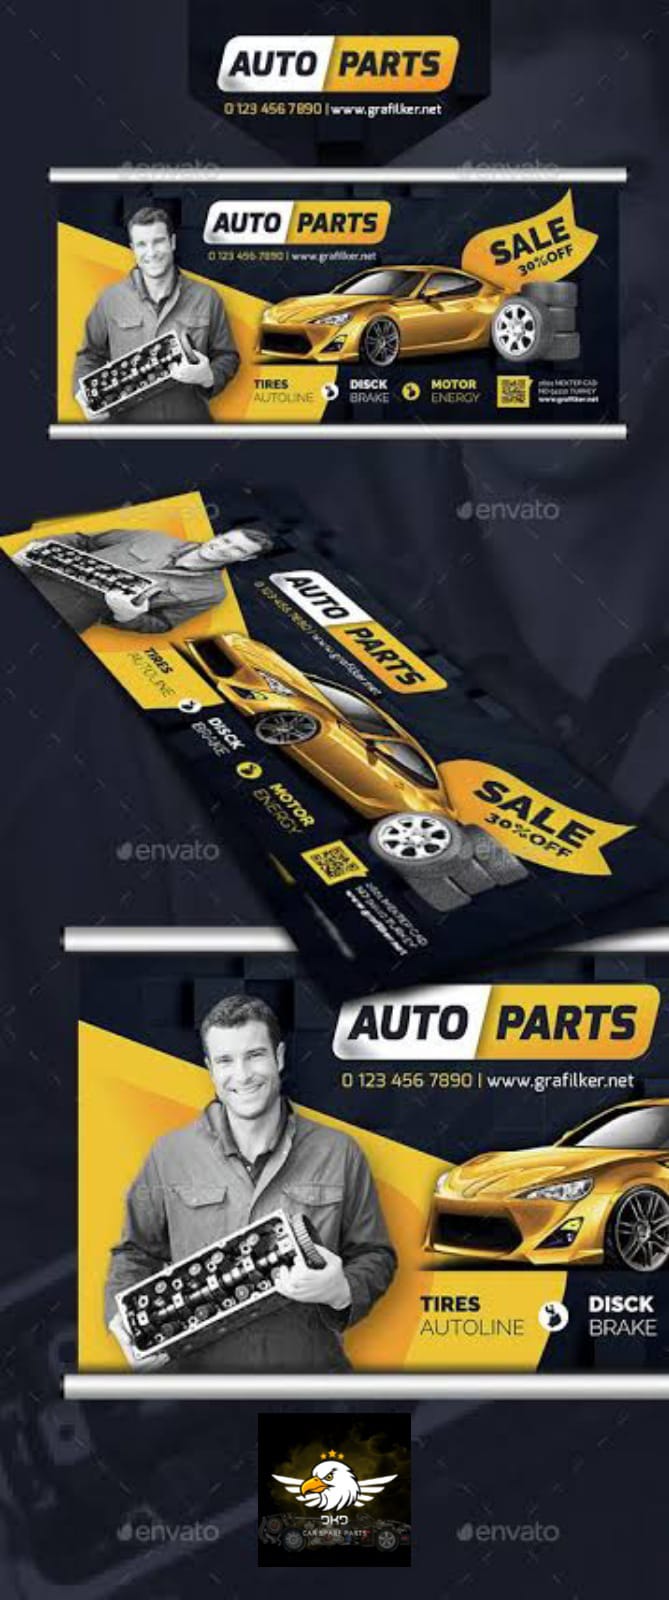 AUTO PARTS
0 123 456 7890 | www.grafilker.net
envato envato
AUTO PARTS
0 123 456 7890 | www.grafilker.net
SALE
30%OFF
TIRES
AUTOLINE
DISCK
BRAKE
MOTOR
ENERGY
www.grafilker.net
envato envato
AUTO PARTS
0 123 456 7890 | www.grafilker.net
TIRES
AUTOLINE
DISCK
BRAKE
MOTOR
ENERGY
SALE
30%OFF
envato
AUTO PARTS
0 123 456 7890 | www.grafilker.net
TIRES
AUTOLINE
DISCK
BRAKE
CAR SPARE PARTS
envato envato